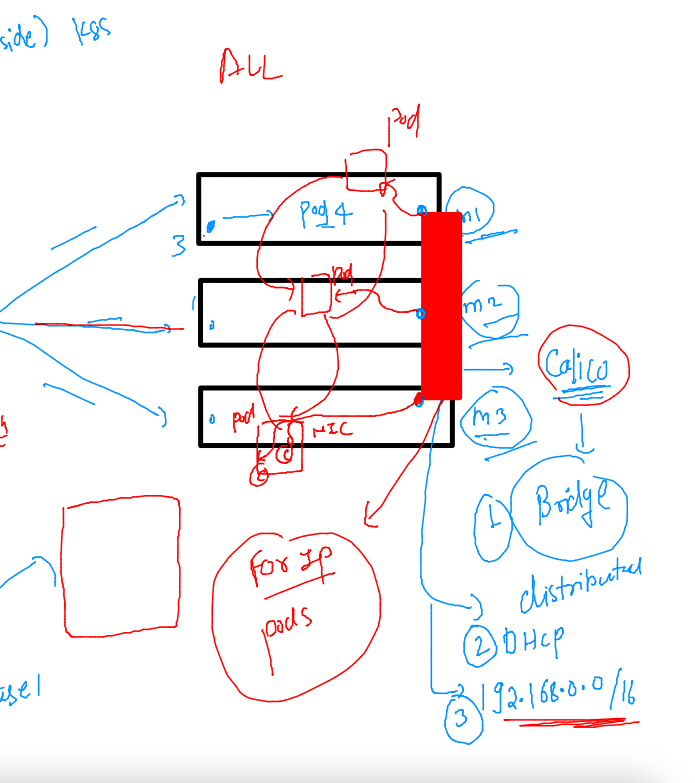 side) K8s
ALL
pod
pod 4
m1
3
pod
m2
Calico
pod
NIC
m3
c
c
1 Bridge
distributed
For IP
pods
2 DHCP
3 192.168.0.0/16
ase1